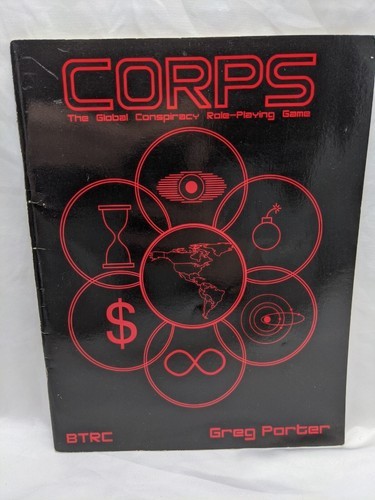 CORPS
The Global Conspiracy Role-Playing Game
$
BTRC
Greg Porter